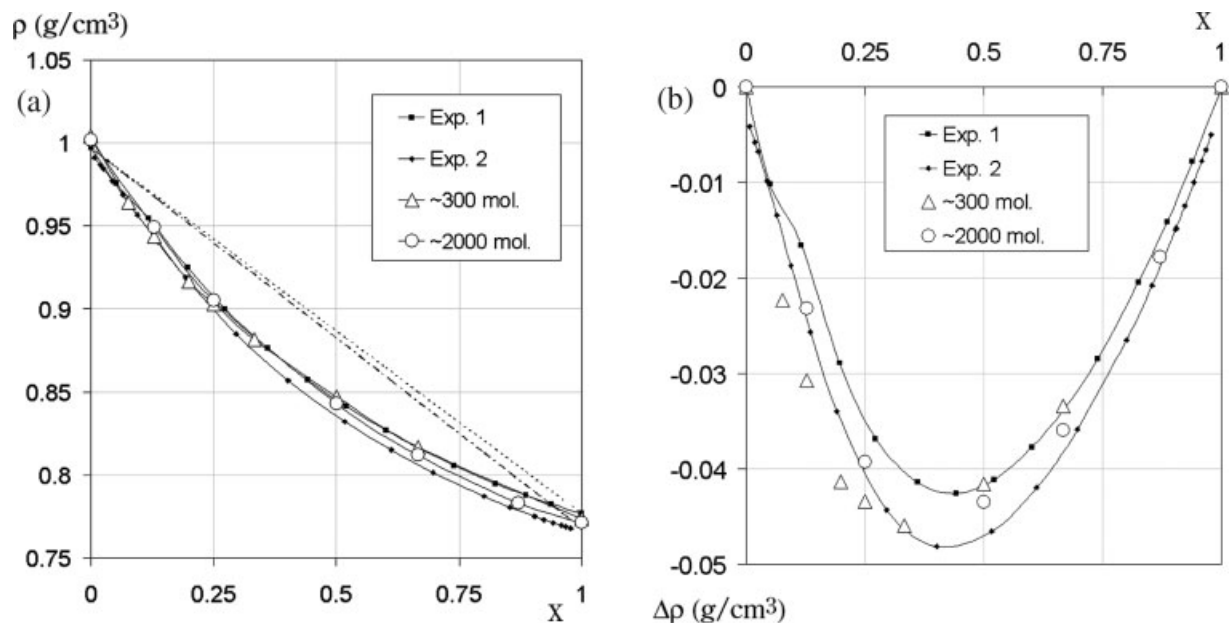 ρ (g/cm³)
1.05
(a)
1
0.95
0.9
0.85
0.8
0.75
0
0.25
0.5
0.75
1
X
Exp. 1
Exp. 2
~300 mol.
~2000 mol.
X
0
0.25
0.5
0.75
1
(b)
0
-0.01
-0.02
-0.03
-0.04
-0.05
Exp. 1
Exp. 2
~300 mol.
~2000 mol.
Δρ (g/cm³)